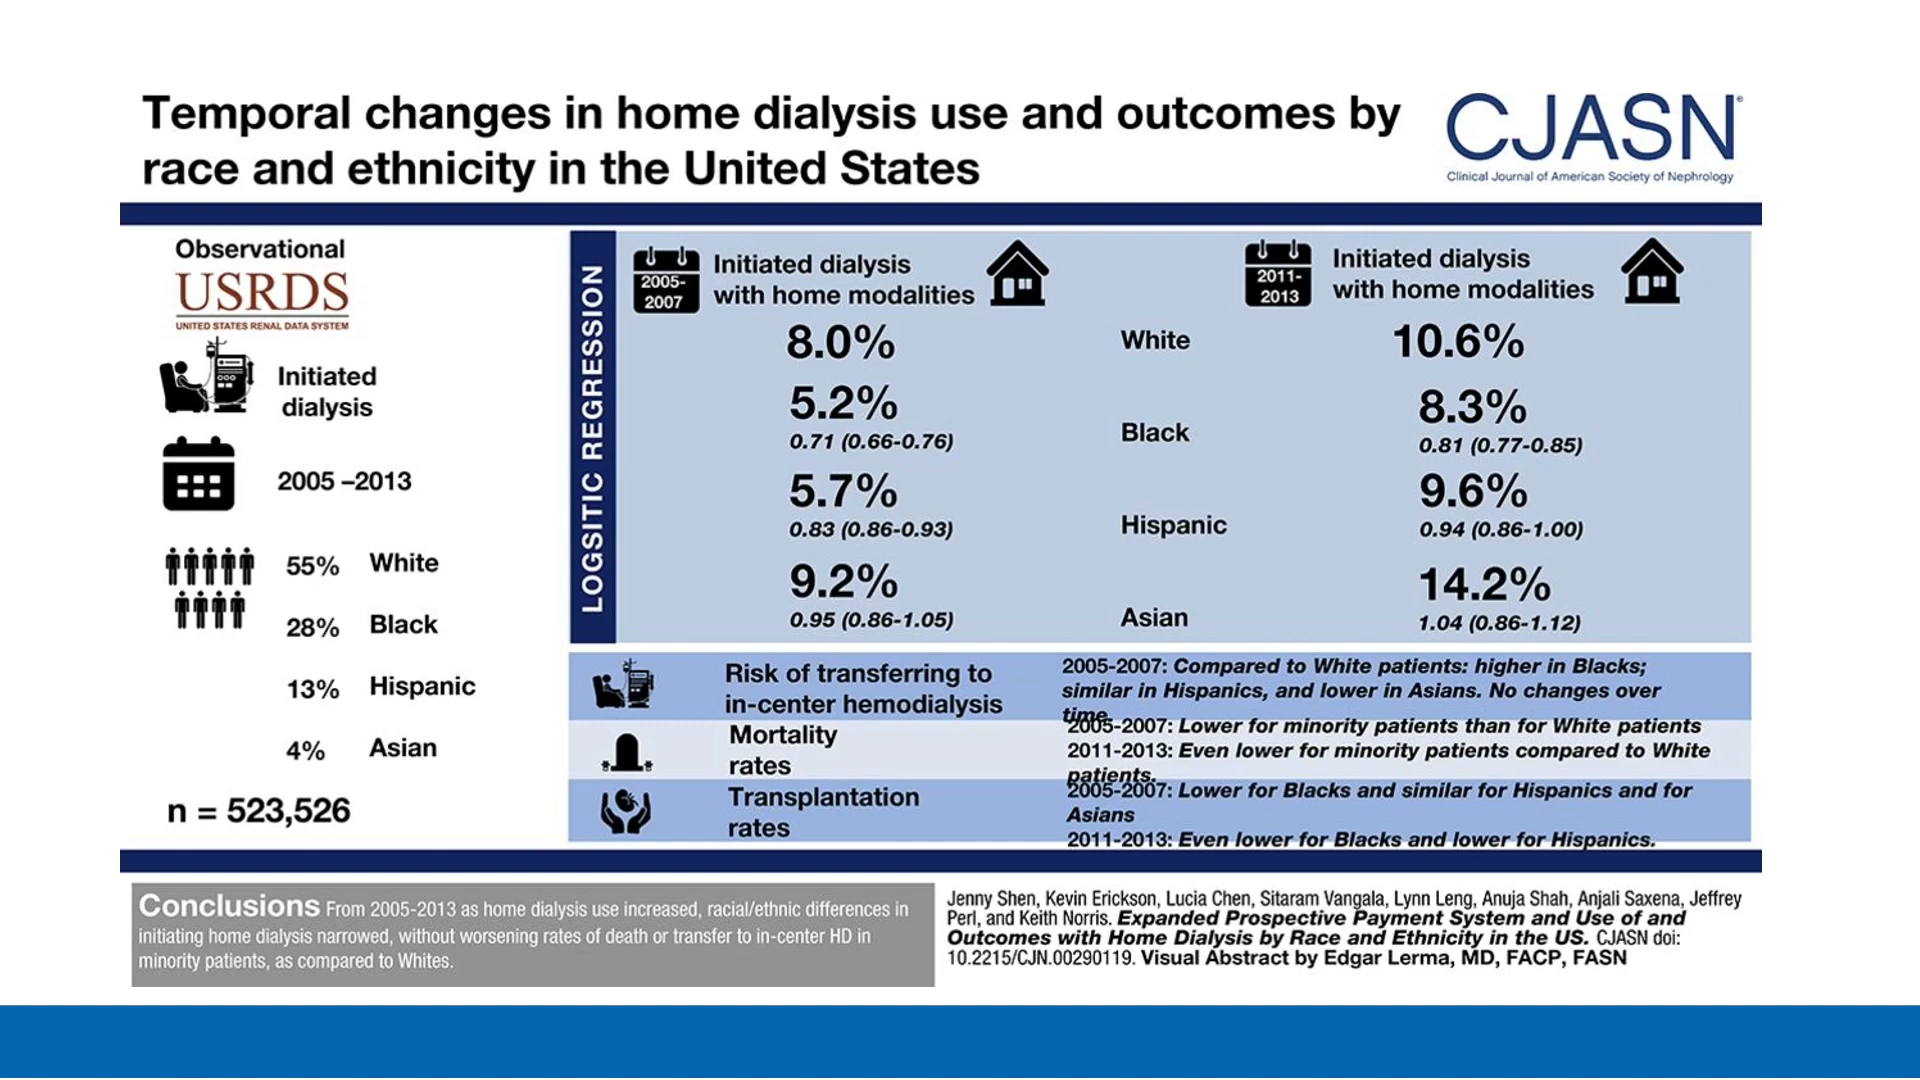 Temporal changes in home dialysis use and outcomes by
race and ethnicity in the United States
CJASN®
Clinical Journal of American Society of Nephrology
Observational
USRDS
UNITED STATES RENAL DATA SYSTEM
Initiated
dialysis
2005 –2013
55% White
28% Black
13% Hispanic
4% Asian
n = 523,526
LOGSITIC REGRESSION
2005-
2007
Initiated dialysis
with home modalities
2011-
2013
Initiated dialysis
with home modalities
8.0% White 10.6%
5.2% Black 8.3%
0.71 (0.66-0.76) 0.81 (0.77-0.85)
5.7% Hispanic 9.6%
0.83 (0.86-0.93) 0.94 (0.86-1.00)
9.2% Asian 14.2%
0.95 (0.86-1.05) 1.04 (0.86-1.12)
Risk of transferring to
in-center hemodialysis
2005-2007: Compared to White patients: higher in Blacks;
similar in Hispanics, and lower in Asians. No changes over
time.
Mortality
rates
2005-2007: Lower for minority patients than for White patients
2011-2013: Even lower for minority patients compared to White
patients.
Transplantation
rates
2005-2007: Lower for Blacks and similar for Hispanics and for
Asians
2011-2013: Even lower for Blacks and lower for Hispanics.
Conclusions From 2005-2013 as home dialysis use increased, racial/ethnic differences in
initiating home dialysis narrowed, without worsening rates of death or transfer to in-center HD in
minority patients, as compared to Whites.
Jenny Shen, Kevin Erickson, Lucia Chen, Sitaram Vangala, Lynn Leng, Anuja Shah, Anjali Saxena, Jeffrey
Perl, and Keith Norris. Expanded Prospective Payment System and Use of and
Outcomes with Home Dialysis by Race and Ethnicity in the US. CJASN doi:
10.2215/CJN.00290119. Visual Abstract by Edgar Lerma, MD, FACP, FASN